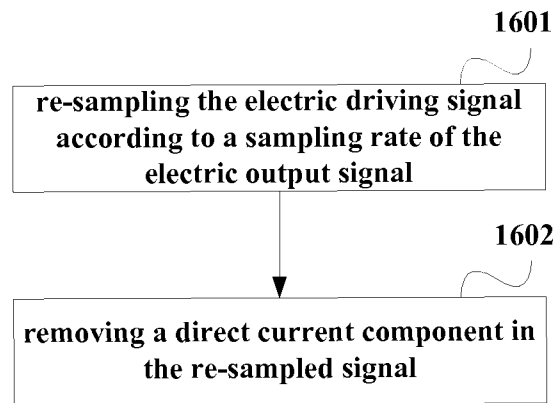 1601
re-sampling the electric driving signal
according to a sampling rate of the
electric output signal
1602
removing a direct current component in
the re-sampled signal